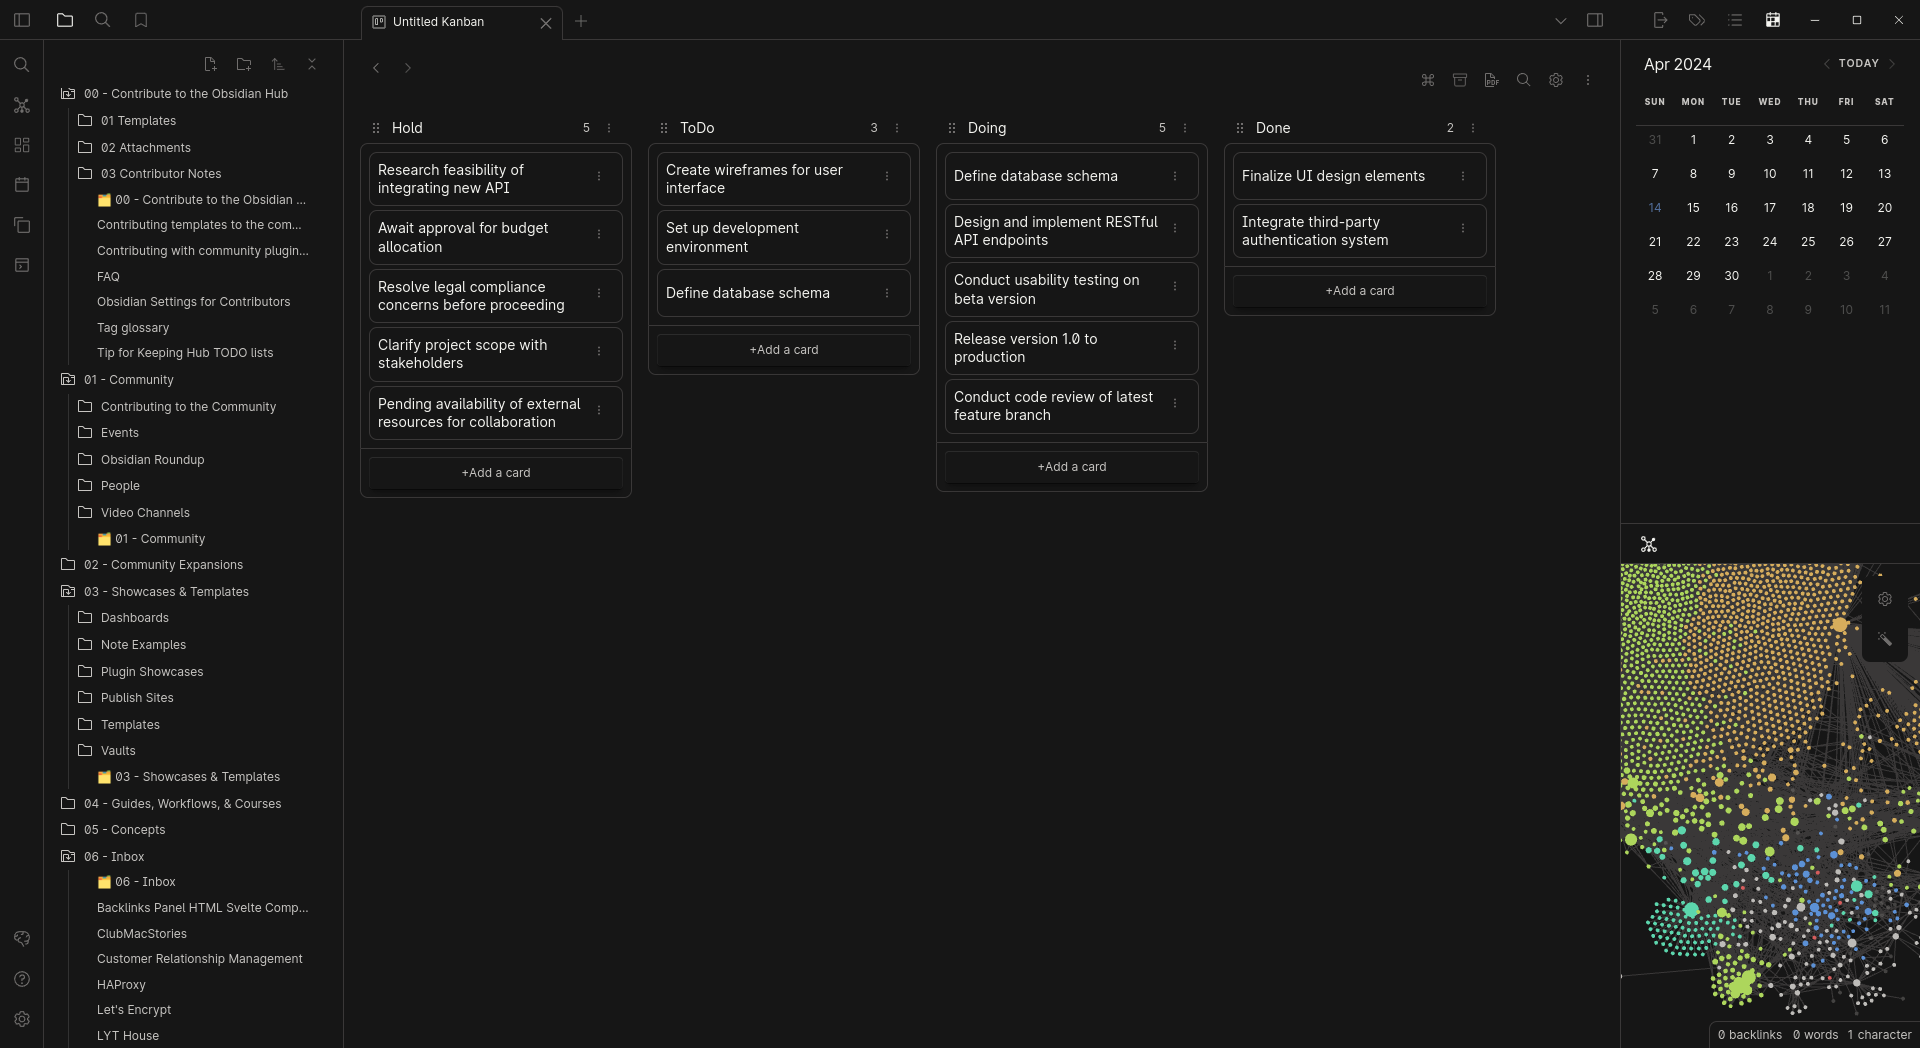 Untitled Kanban
00 - Contribute to the Obsidian Hub
01 Templates
02 Attachments
03 Contributor Notes
00 - Contribute to the Obsidian ...
Contributing templates to the com...
Contributing with community plugin...
FAQ
Obsidian Settings for Contributors
Tag glossary
Tip for Keeping Hub TODO lists
01 - Community
Contributing to the Community
Events
Obsidian Roundup
People
Video Channels
01 - Community
02 - Community Expansions
03 - Showcases & Templates
Dashboards
Note Examples
Plugin Showcases
Publish Sites
Templates
Vaults
03 - Showcases & Templates
04 - Guides, Workflows, & Courses
05 - Concepts
06 - Inbox
06 - Inbox
Backlinks Panel HTML Svelte Comp...
ClubMacStories
Customer Relationship Management
HAProxy
Let's Encrypt
LYT House
PDF
Hold 5
Research feasibility of
integrating new API
Await approval for budget
allocation
Resolve legal compliance
concerns before proceeding
Clarify project scope with
stakeholders
Pending availability of external
resources for collaboration
+Add a card
ToDo 3
Create wireframes for user
interface
Set up development
environment
Define database schema
+Add a card
Doing 5
Define database schema
Design and implement RESTful
API endpoints
Conduct usability testing on
beta version
Release version 1.0 to
production
Conduct code review of latest
feature branch
+Add a card
Done 2
Finalize UI design elements
Integrate third-party
authentication system
+Add a card
Apr 2024 TODAY
SUN MON TUE WED THU FRI SAT
31 1 2 3 4 5 6
7 8 9 10 11 12 13
14 15 16 17 18 19 20
21 22 23 24 25 26 27
28 29 30 1 2 3 4
5 6 7 8 9 10 11
0 backlinks 0 words 1 character